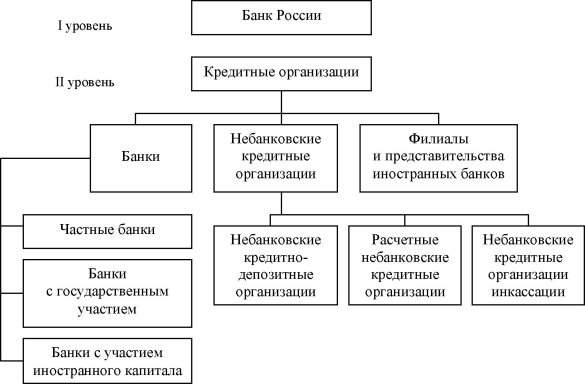 I уровень
Банк России
II уровень
Кредитные организации
Банки
Небанковские
кредитные
организации
Филиалы
и представительства
иностранных банков
Частные банки
Банки
с государственным
участием
Банки с участием
иностранного капитала
Небанковские
кредитно-
депозитные
организации
Расчетные
небанковские
кредитные
организации
Небанковские
кредитные
организации
инкассации